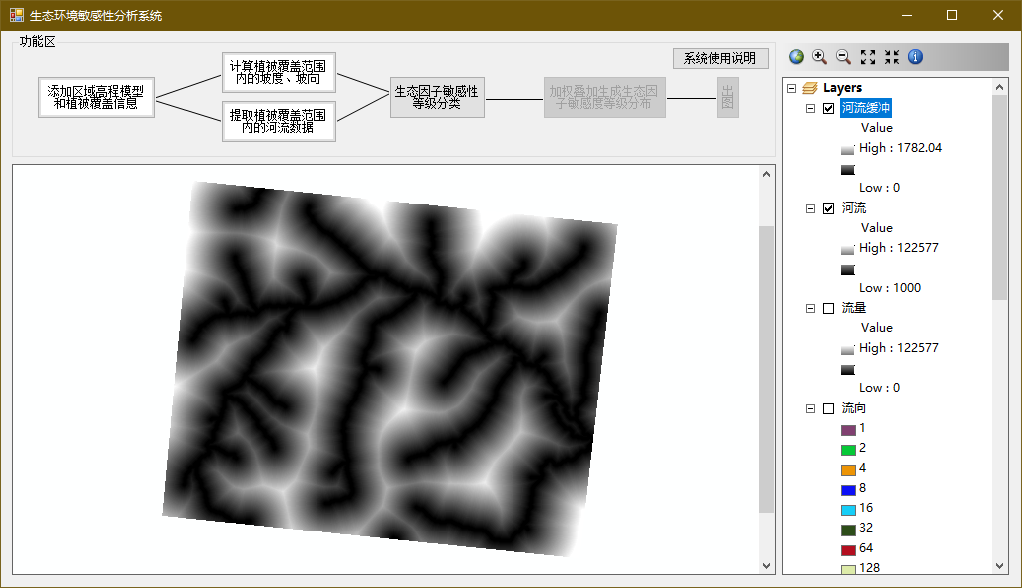 生态环境敏感性分析系统
功能区
添加区域高程模型
和植被覆盖信息
计算植被覆盖范围
内的坡度、坡向
提取植被覆盖范围
内的河流数据
生态因子敏感性
等级分类
加权叠加生成生态因
子敏感度等级分布
出
图
系统使用说明
Layers
河流缓冲
Value
High : 1782.04
Low : 0
河流
Value
High : 122577
Low : 1000
流量
Value
High : 122577
Low : 0
流向
1
2
4
8
16
32
64
128